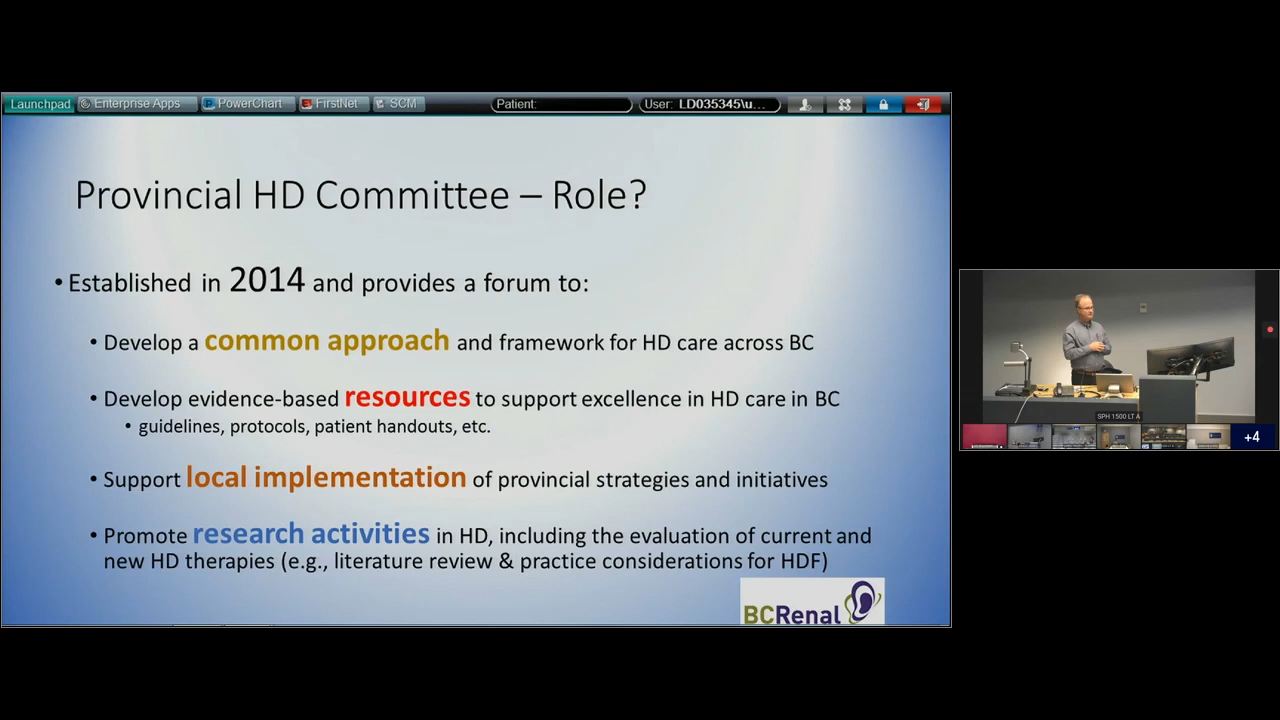 Launchpad Enterprise Apps PowerChart FirstNet SCM Patient: User: LD035345\u...
Provincial HD Committee – Role?
• Established in 2014 and provides a forum to:
• Develop a common approach and framework for HD care across BC
• Develop evidence-based resources to support excellence in HD care in BC
• guidelines, protocols, patient handouts, etc.
• Support local implementation of provincial strategies and initiatives
• Promote research activities in HD, including the evaluation of current and
new HD therapies (e.g., literature review & practice considerations for HDF)
BCRenal
SPH 1500 LT A
+4